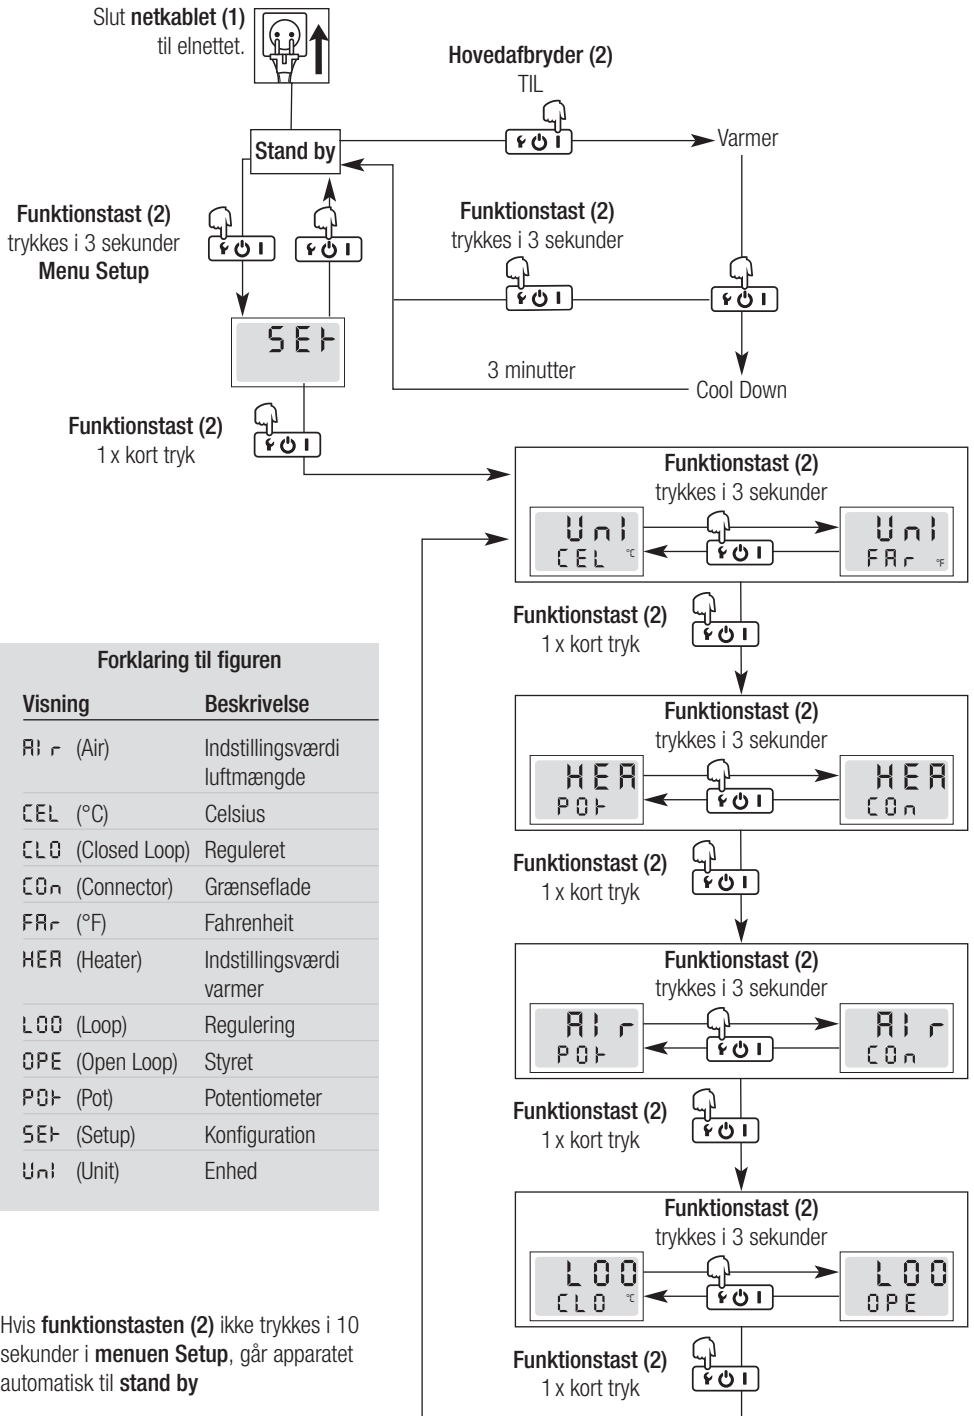 Slut netkablet (1)
til elnettet.
Hovedafbryder (2)
TIL
Stand by
Varmer
Funktionstast (2)
trykkes i 3 sekunder
Menu Setup
Funktionstast (2)
trykkes i 3 sekunder
SEt
3 minutter
Cool Down
Funktionstast (2)
1 x kort tryk
Funktionstast (2)
trykkes i 3 sekunder
UnI
CEL °C
UnI
FAr °F
Funktionstast (2)
1 x kort tryk
Funktionstast (2)
trykkes i 3 sekunder
HEA
POt
HEA
COn
Funktionstast (2)
1 x kort tryk
Funktionstast (2)
trykkes i 3 sekunder
AIr
POt
AIr
COn
Funktionstast (2)
1 x kort tryk
Funktionstast (2)
trykkes i 3 sekunder
LOO
CLO °C
LOO
OPE
Funktionstast (2)
1 x kort tryk
Forklaring til figuren
Visning Beskrivelse
AIr (Air) Indstillingsværdi
luftmængde
CEL (°C) Celsius
CLO (Closed Loop) Reguleret
COn (Connector) Grænseflade
FAr (°F) Fahrenheit
HEA (Heater) Indstillingsværdi
varmer
LOO (Loop) Regulering
OPE (Open Loop) Styret
POt (Pot) Potentiometer
SEt (Setup) Konfiguration
UnI (Unit) Enhed
Hvis funktionstasten (2) ikke trykkes i 10
sekunder i menuen Setup, går apparatet
automatisk til stand by